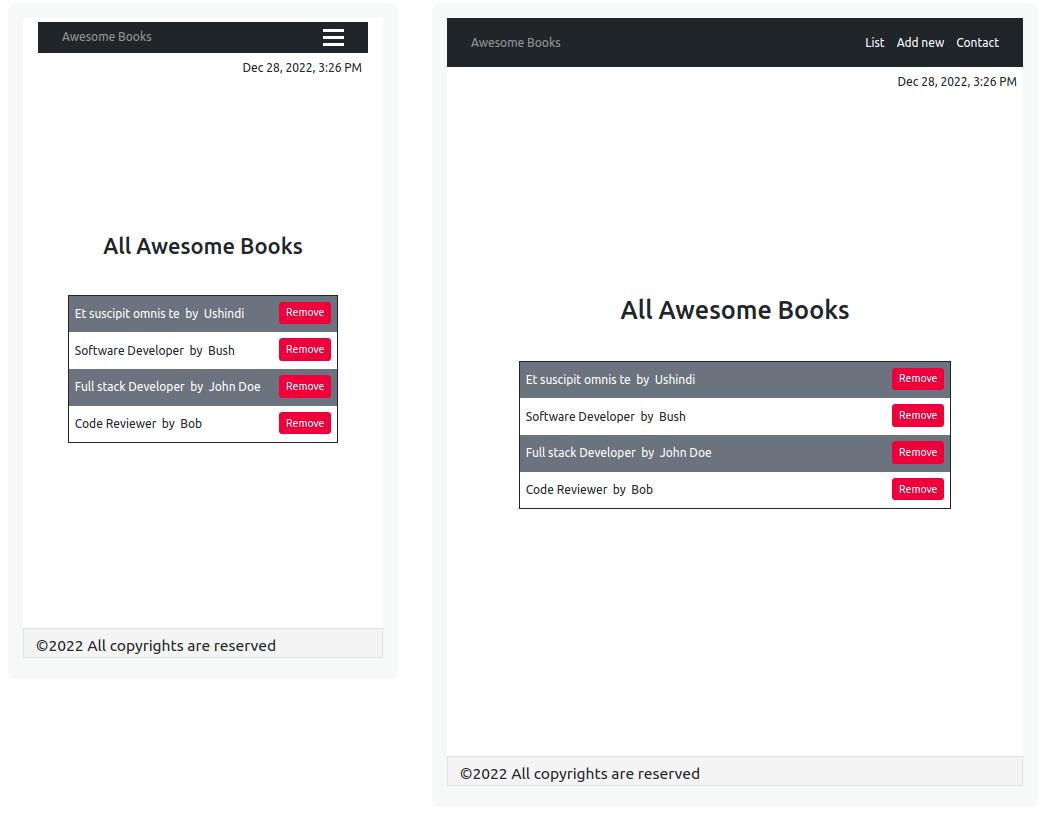 Awesome Books
Dec 28, 2022, 3:26 PM
All Awesome Books
Et suscipit omnis te by Ushindi Remove
Software Developer by Bush Remove
Full stack Developer by John Doe Remove
Code Reviewer by Bob Remove
©2022 All copyrights are reserved
Awesome Books List Add new Contact
Dec 28, 2022, 3:26 PM
All Awesome Books
Et suscipit omnis te by Ushindi Remove
Software Developer by Bush Remove
Full stack Developer by John Doe Remove
Code Reviewer by Bob Remove
©2022 All copyrights are reserved